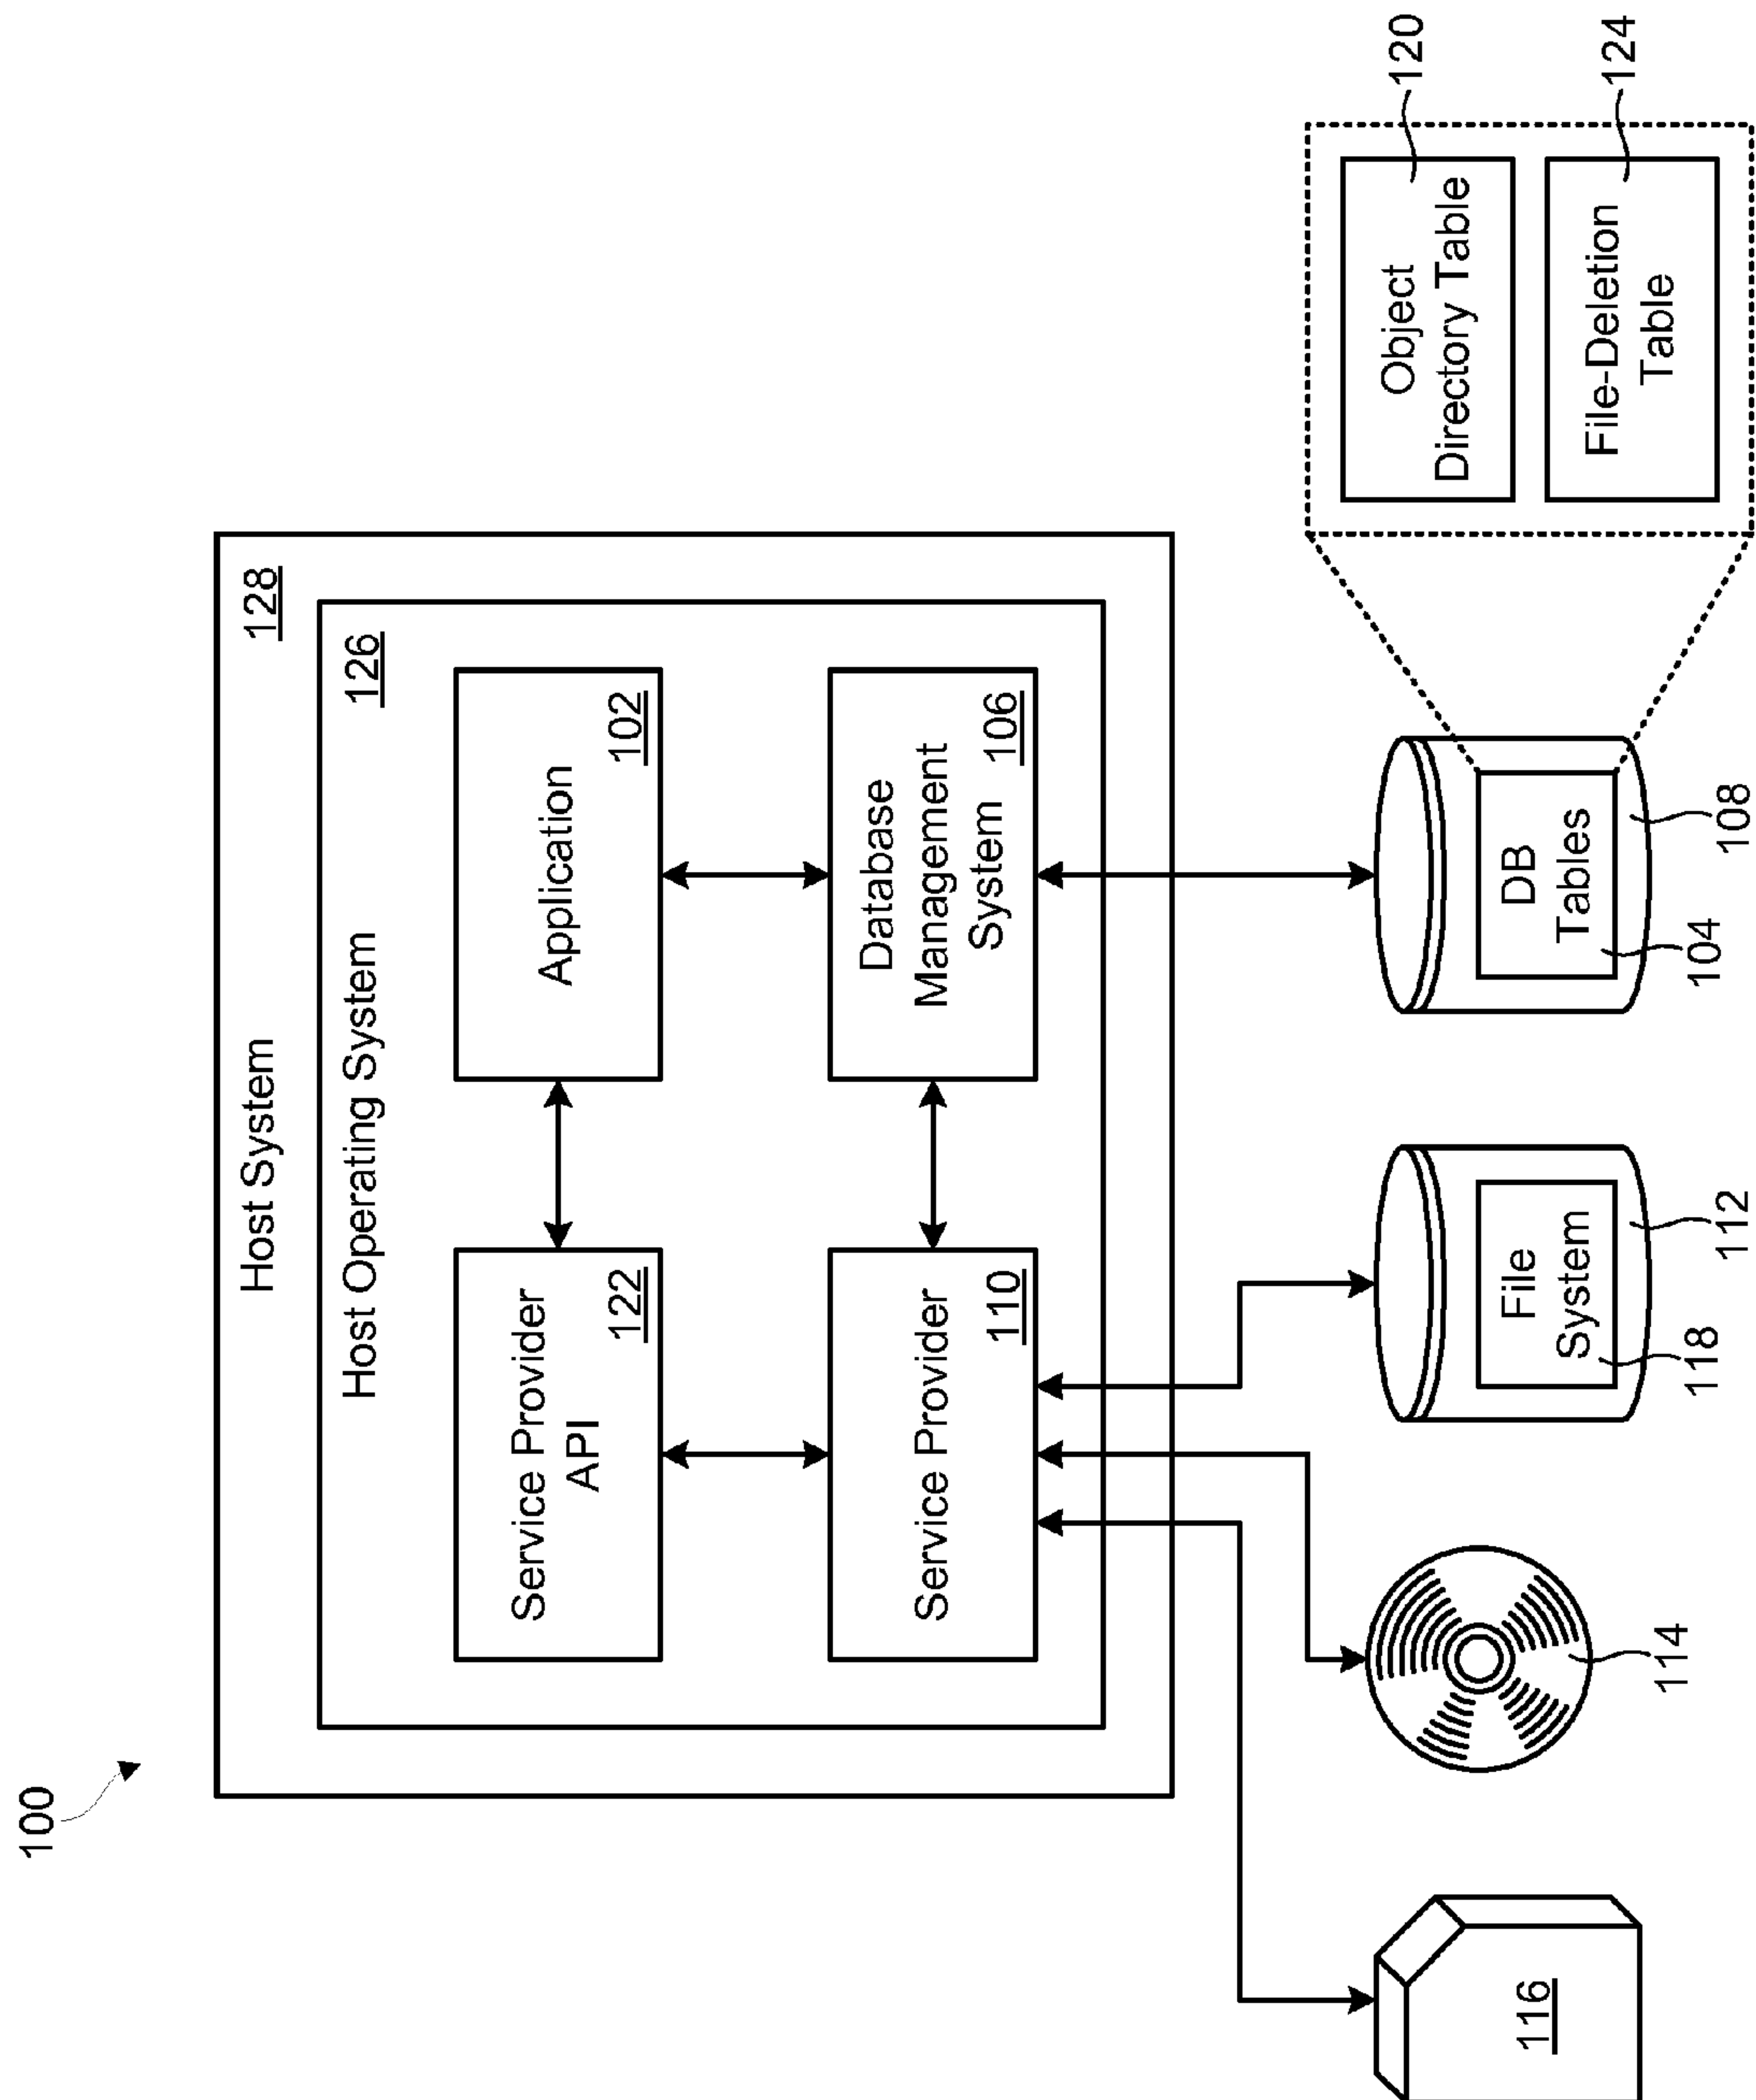 100
Host System
128
Host Operating System
126
Service Provider
API
122
Application
102
Service Provider
110
Database
Management
System
106
116
114
File
System
118
112
DB
Tables
104
108
Object
Directory Table
120
File-Deletion
Table
124